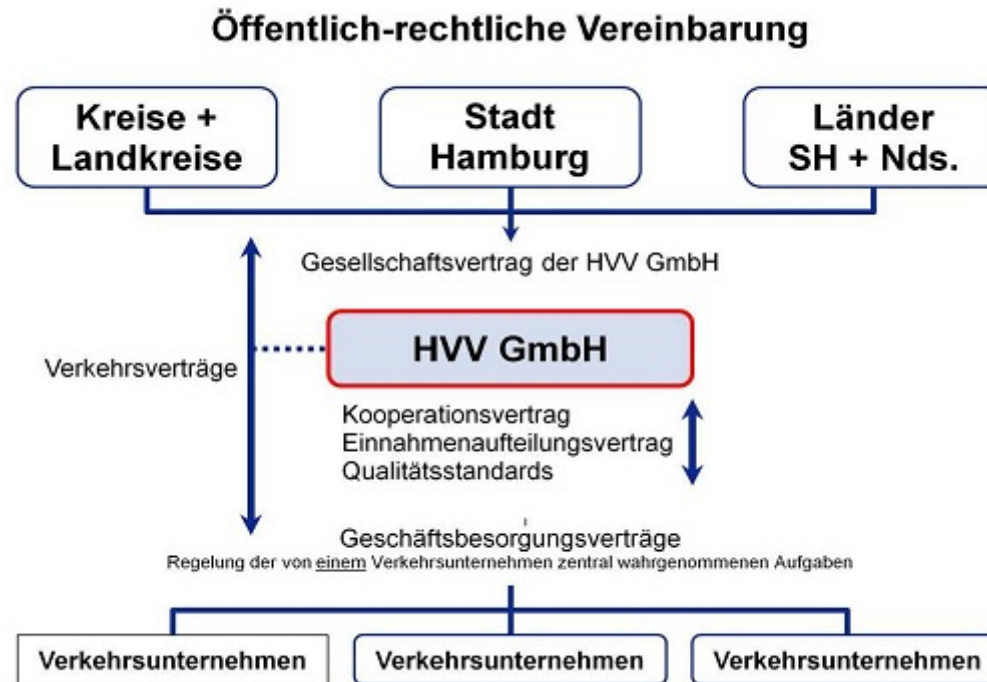 Öffentlich-rechtliche Vereinbarung
Kreise +
Landkreise
Stadt
Hamburg
Länder
SH + Nds.
Gesellschaftsvertrag der HVV GmbH
HVV GmbH
Verkehrsverträge
Kooperationsvertrag
Einnahmenaufteilungsvertrag
Qualitätsstandards
Geschäftsbesorgungsverträge
Regelung der von einem Verkehrsunternehmen zentral wahrgenommenen Aufgaben
Verkehrsunternehmen
Verkehrsunternehmen
Verkehrsunternehmen